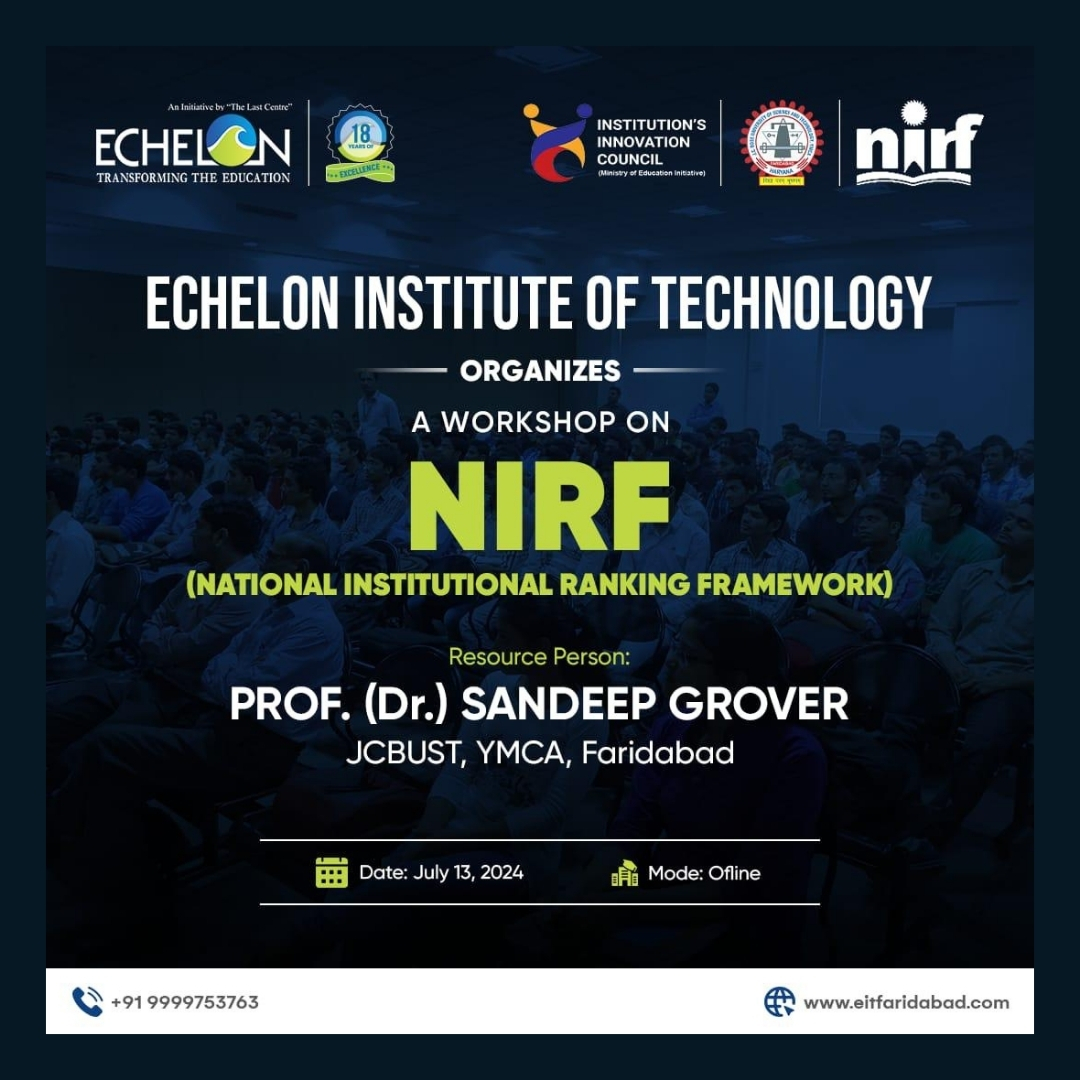 An Initiative by "The Last Centre"
ECHELON
TRANSFORMING THE EDUCATION
18
YEARS OF
EXCELLENCE
INSTITUTION'S
INNOVATION
COUNCIL
(Ministry of Education Initiative)
HARYANA
nirf
ECHELON INSTITUTE OF TECHNOLOGY
ORGANIZES
A WORKSHOP ON
NIRF
(NATIONAL INSTITUTIONAL RANKING FRAMEWORK)
Resource Person:
PROF. (Dr.) SANDEEP GROVER
JCBUST, YMCA, Faridabad
Date: July 13, 2024
Mode: Ofline
+91 9999753763
www.eitfaridabad.com